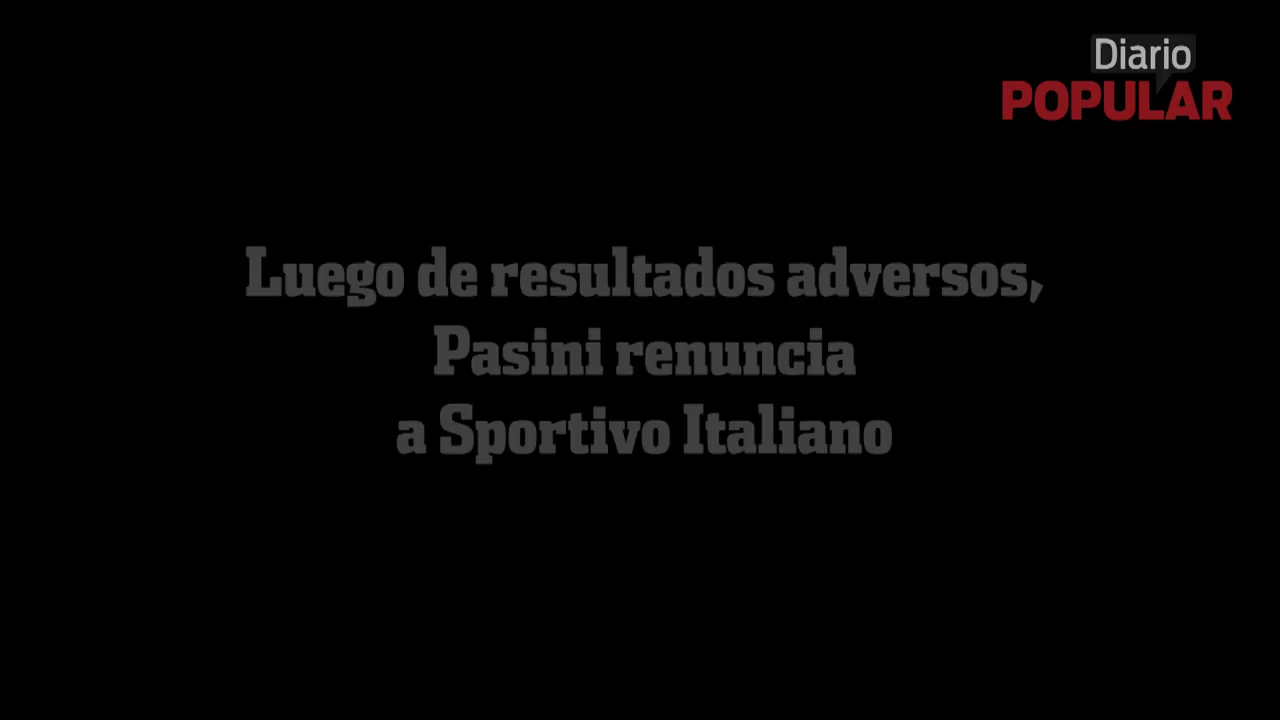 Diario
POPULAR
Luego de resultados adversos,
Pasini renuncia
a Sportivo Italiano